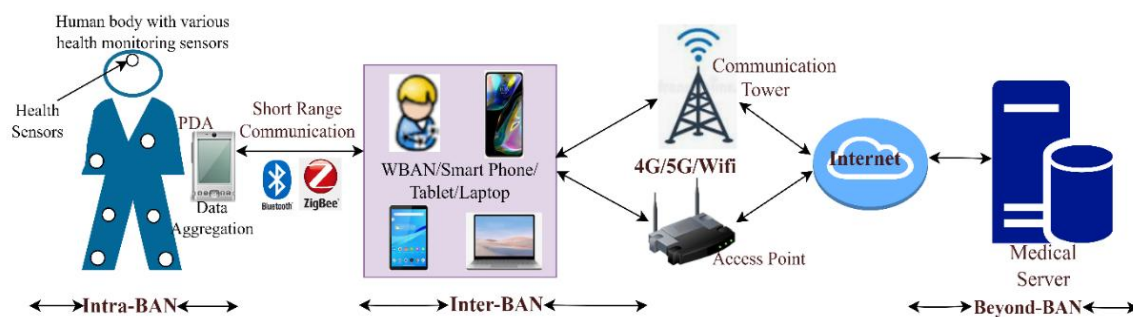 Human body with various
health monitoring sensors
Health
Sensors
PDA
Data
Aggregation
Short Range
Communication
Bluetooth
ZigBee
WBAN/Smart Phone/
Tablet/Laptop
Communication
Tower
4G/5G/Wifi
Access Point
Internet
Medical
Server
Intra-BAN
Inter-BAN
Beyond-BAN